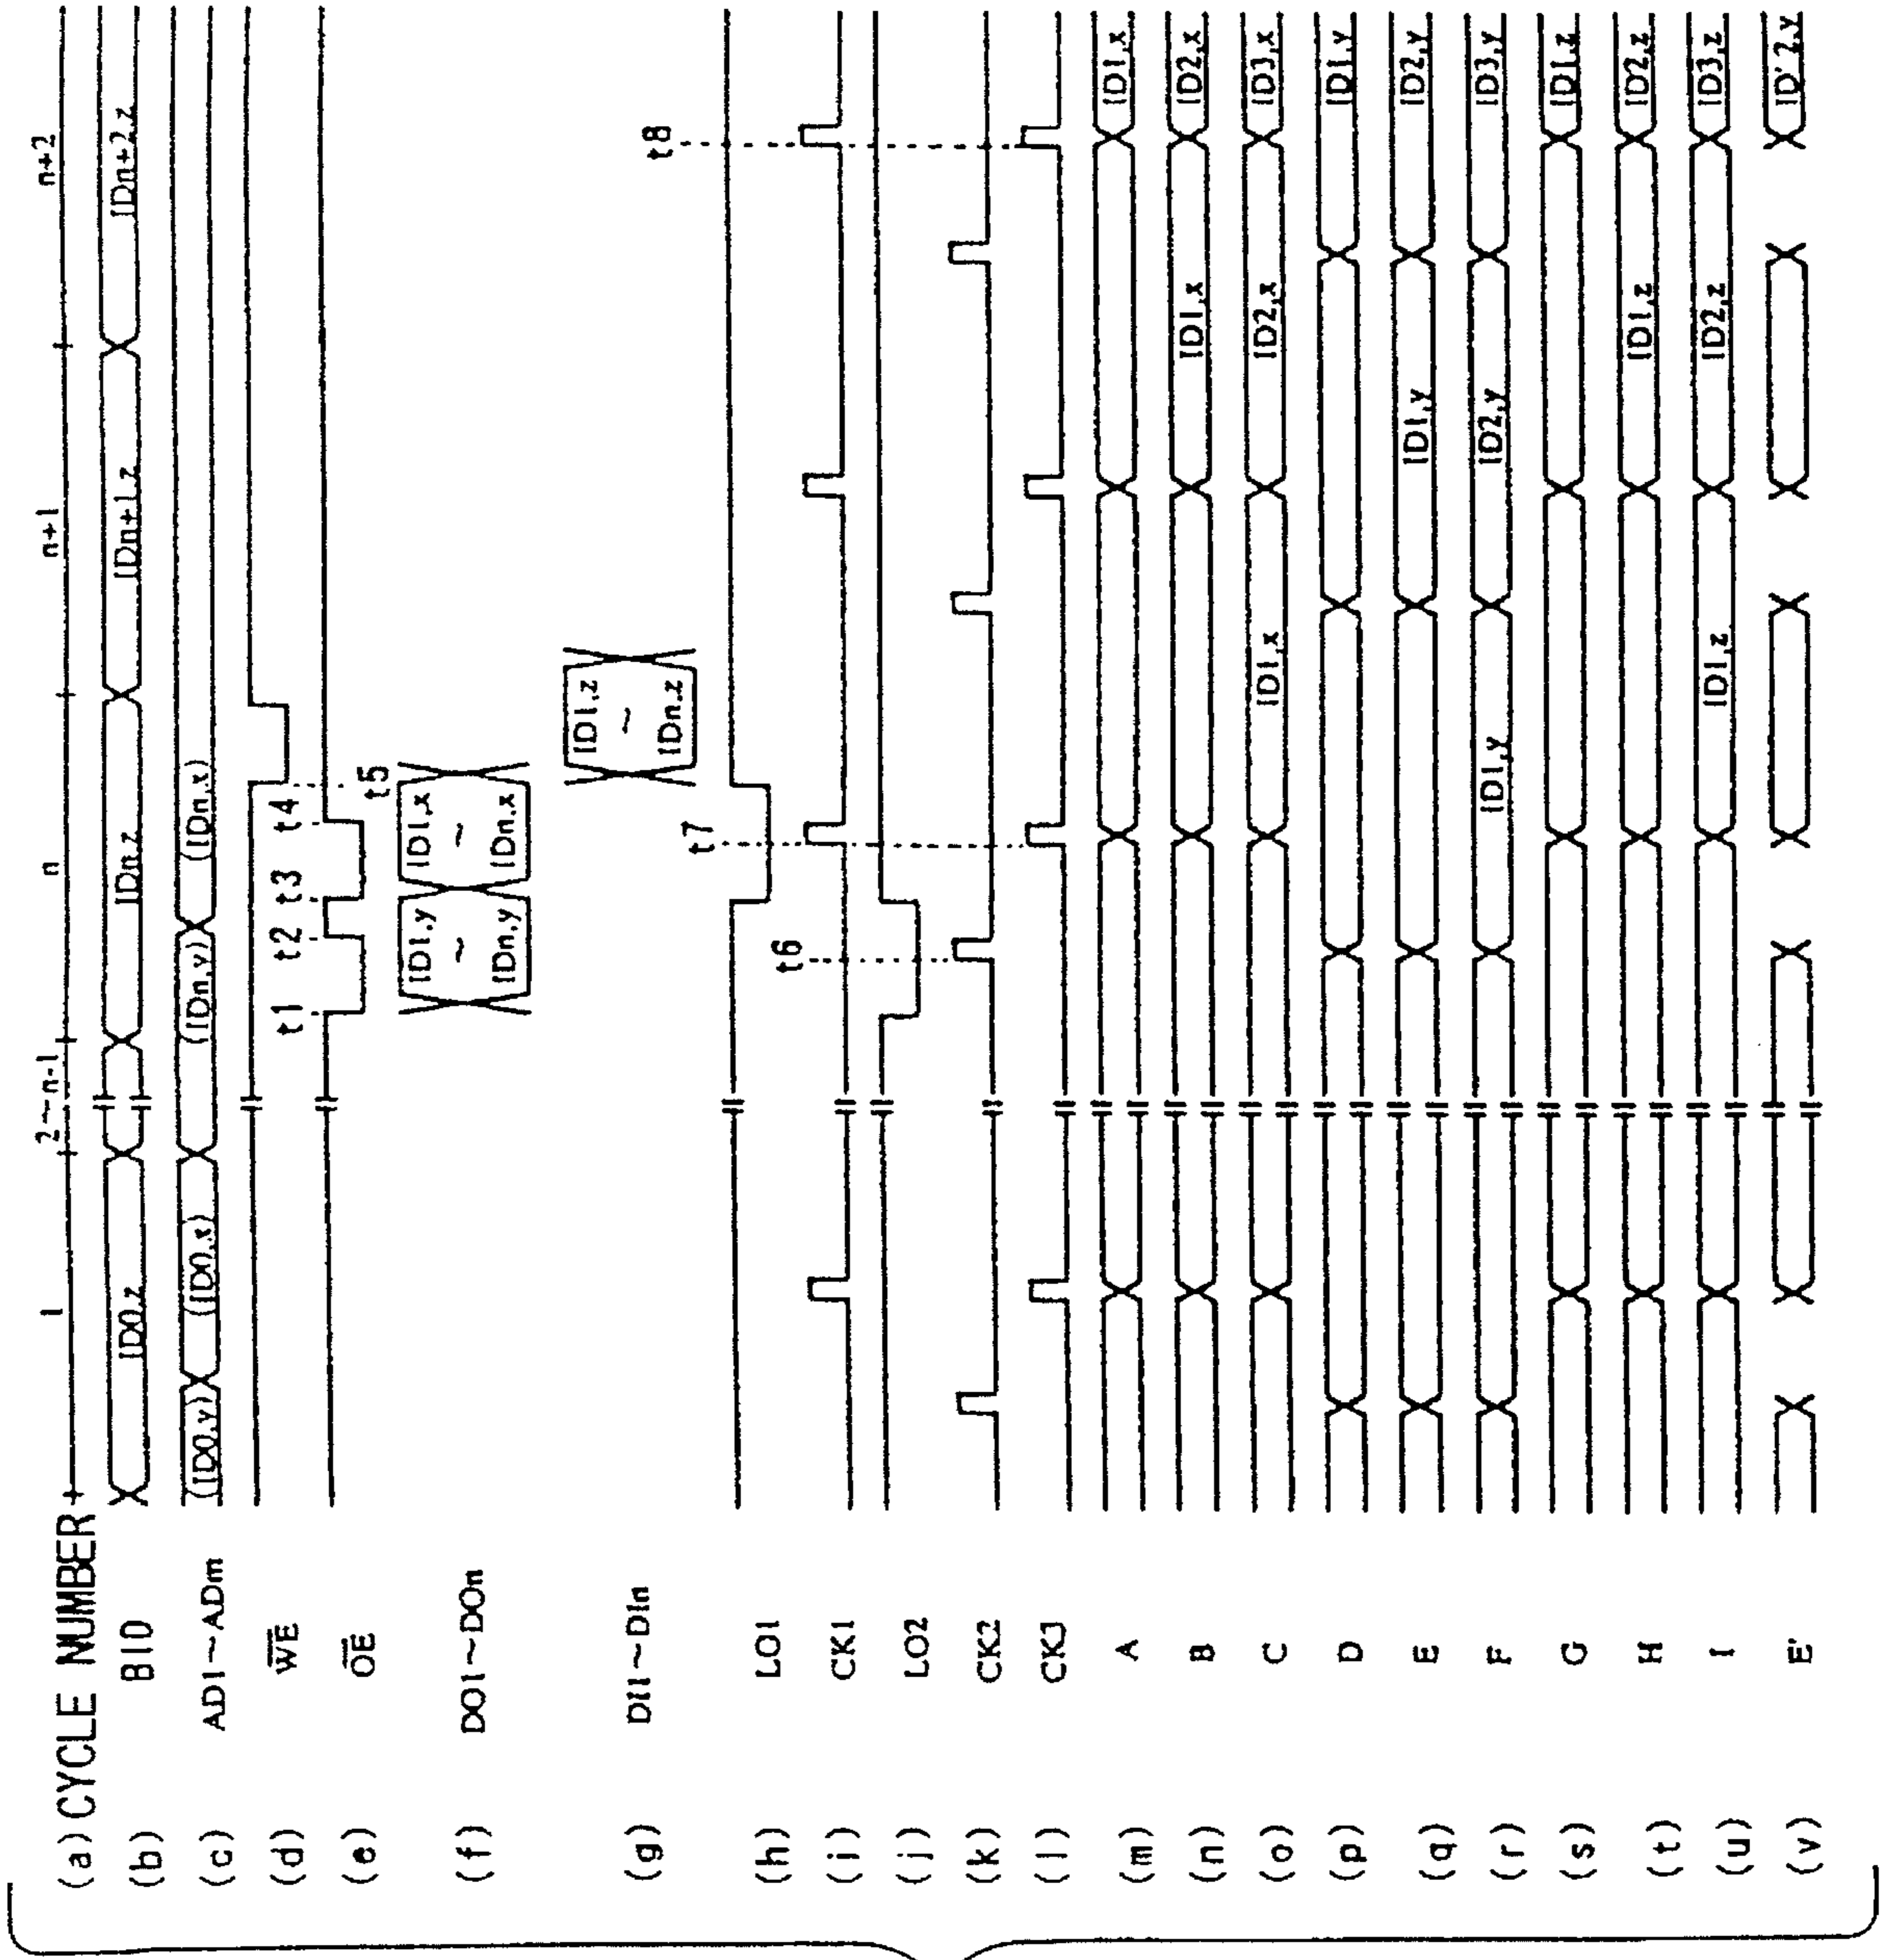 (a) CYCLE NUMBER 1 2~n-1 n n+1 n+2
(b) BID ID0,z IDn,z IDn+1,z IDn+2,z
(c) AD1~ADm (ID0,y) (ID0,x) (IDn,y) (IDn,x)
(d) WE
t1 t2 t3 t4
(e) OE
t5
(f) DO1~DOn ID1,y ~ IDn,y ID1,x ~ IDn,x
(g) DI1~DIn ID1,z ~ IDn,z
t7 t8
(h) LO1
t6
(i) CK1
(j) LO2
(k) CK2
(l) CK3
(m) A ID1,x
(n) B ID1,x ID2,x
(o) C ID1,x ID2,x ID3,x
(p) D ID1,y
(q) E ID1,y ID2,y
(r) F ID1,y ID2,y ID3,y
(s) G ID1,z
(t) H ID1,z ID2,z
(u) I ID1,z ID2,z ID3,z
(v) E' ID'2,y